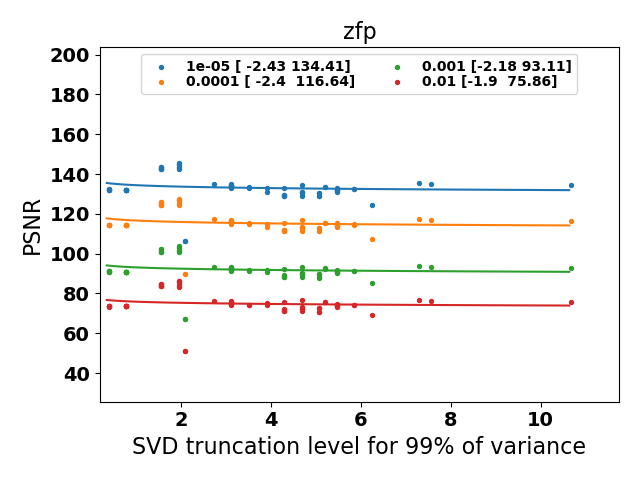 zfp
200
180
160
140
120
100
80
60
40
PSNR
1e-05 [ -2.43 134.41]
0.0001 [ -2.4  116.64]
0.001 [-2.18 93.11]
0.01 [-1.9  75.86]
2 4 6 8 10
SVD truncation level for 99% of variance